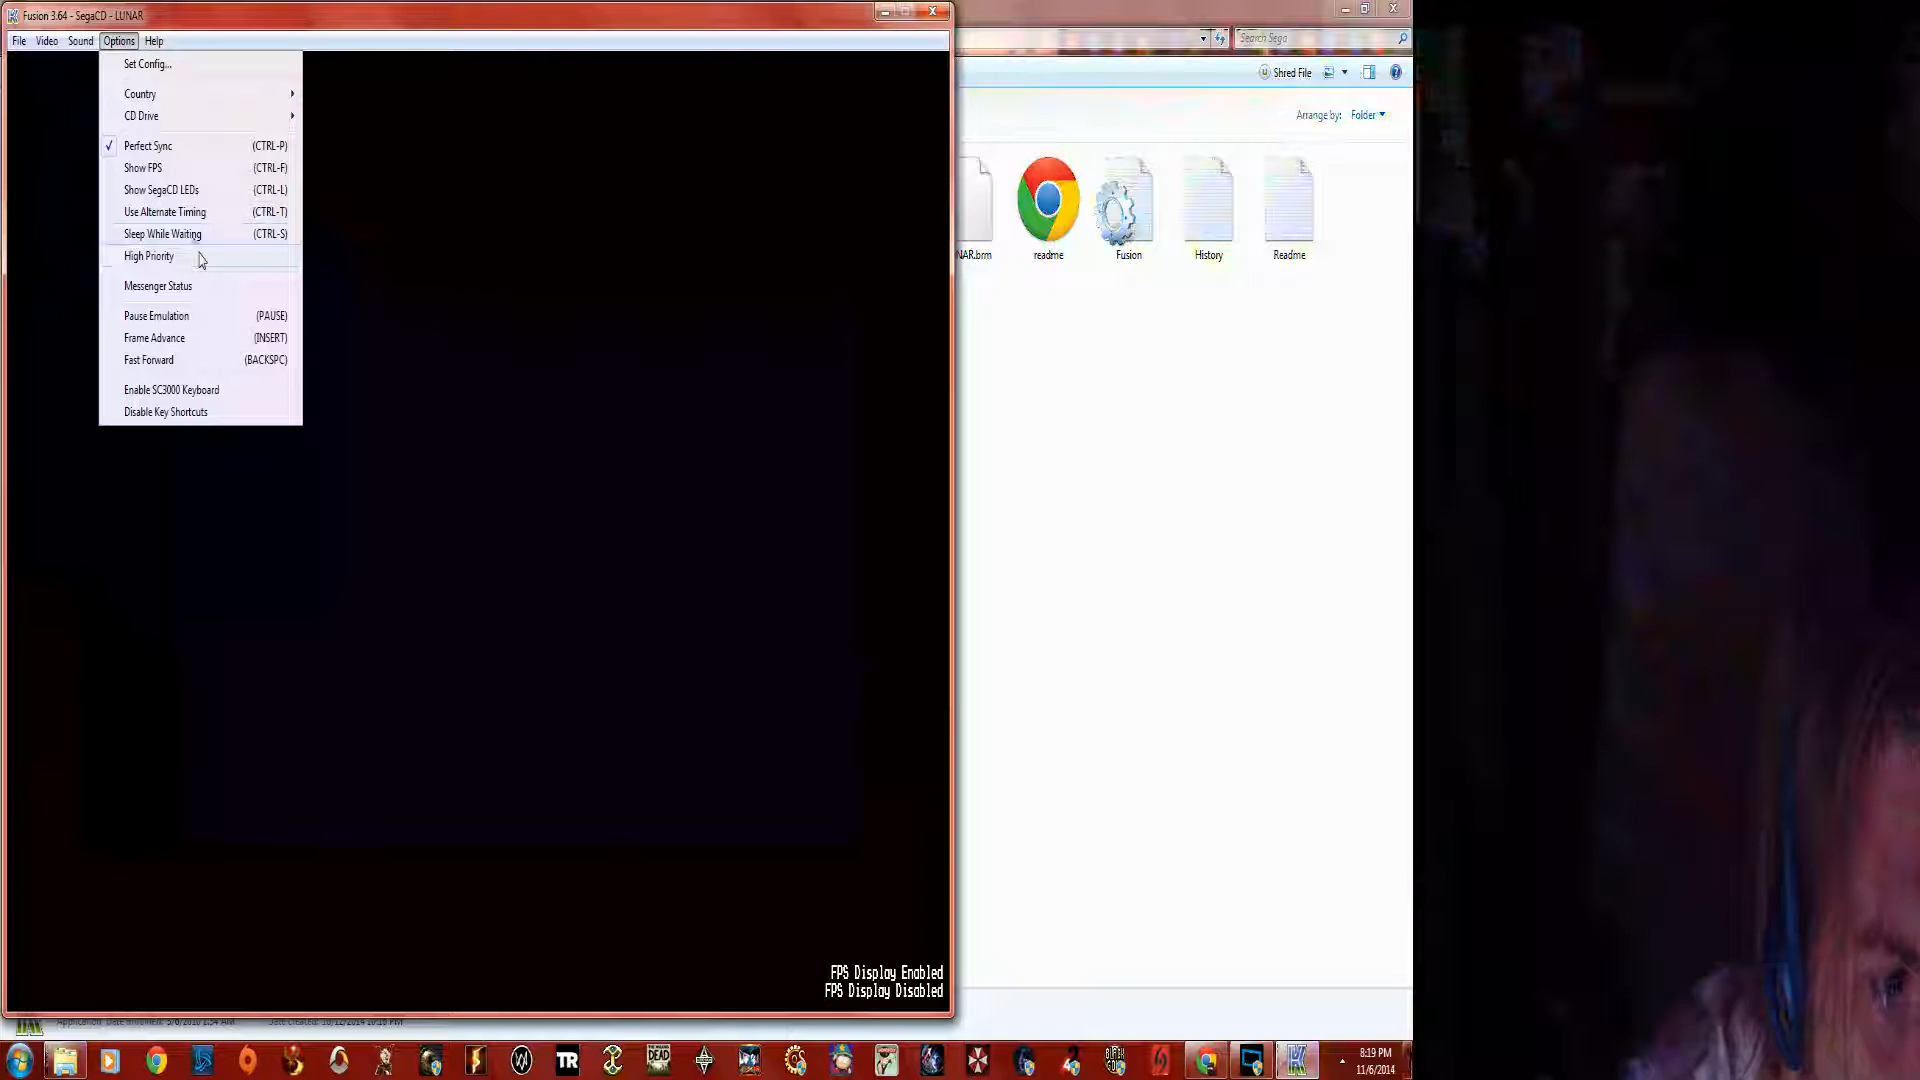 Fusion 3.64 - SegaCD - LUNAR
File Video Sound Options Help
Set Config...
Country
CD Drive
Perfect Sync (CTRL-P)
Show FPS (CTRL-F)
Show SegaCD LEDs (CTRL-L)
Use Alternate Timing (CTRL-T)
Sleep While Waiting (CTRL-S)
High Priority
Messenger Status
Pause Emulation (PAUSE)
Frame Advance (INSERT)
Fast Forward (BACKSPC)
Enable SC3000 Keyboard
Disable Key Shortcuts
Search Sega
Shred File
Arrange by: Folder
NAR.brm
readme
Fusion
History
Readme
FPS Display Enabled
FPS Display Disabled
TR
THE WALKING DEAD
8:19 PM
11/6/2014